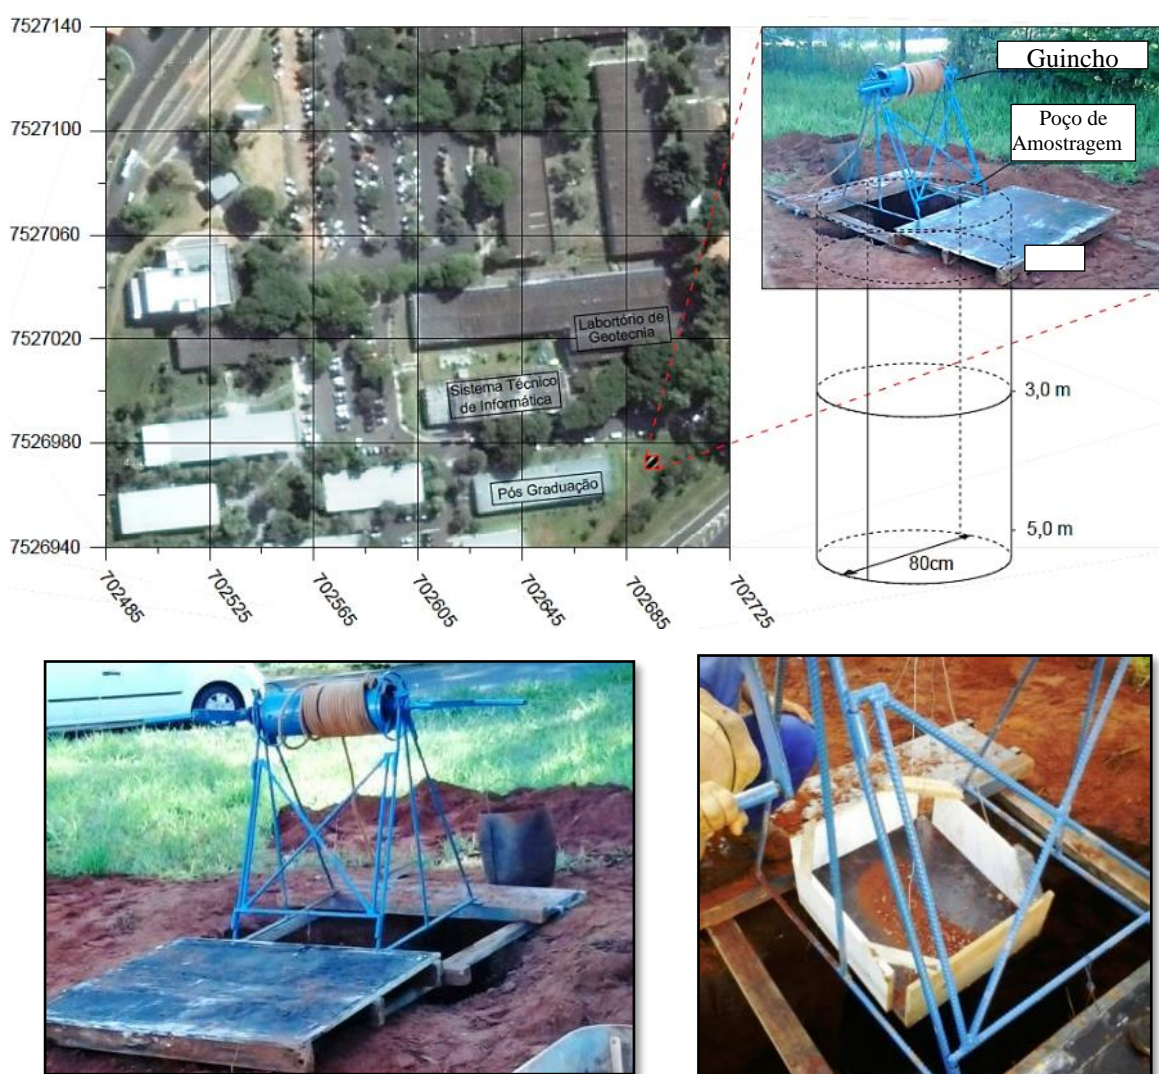 7527140
7527100
7527060
7527020
7526980
7526940
702485
702525
702565
702605
702645
702685
702725
Labortório de
Geotecnia
Sistema Técnico
de Informática
Pós Graduação
Guincho
Poço de
Amostragem
3,0 m
5,0 m
80cm